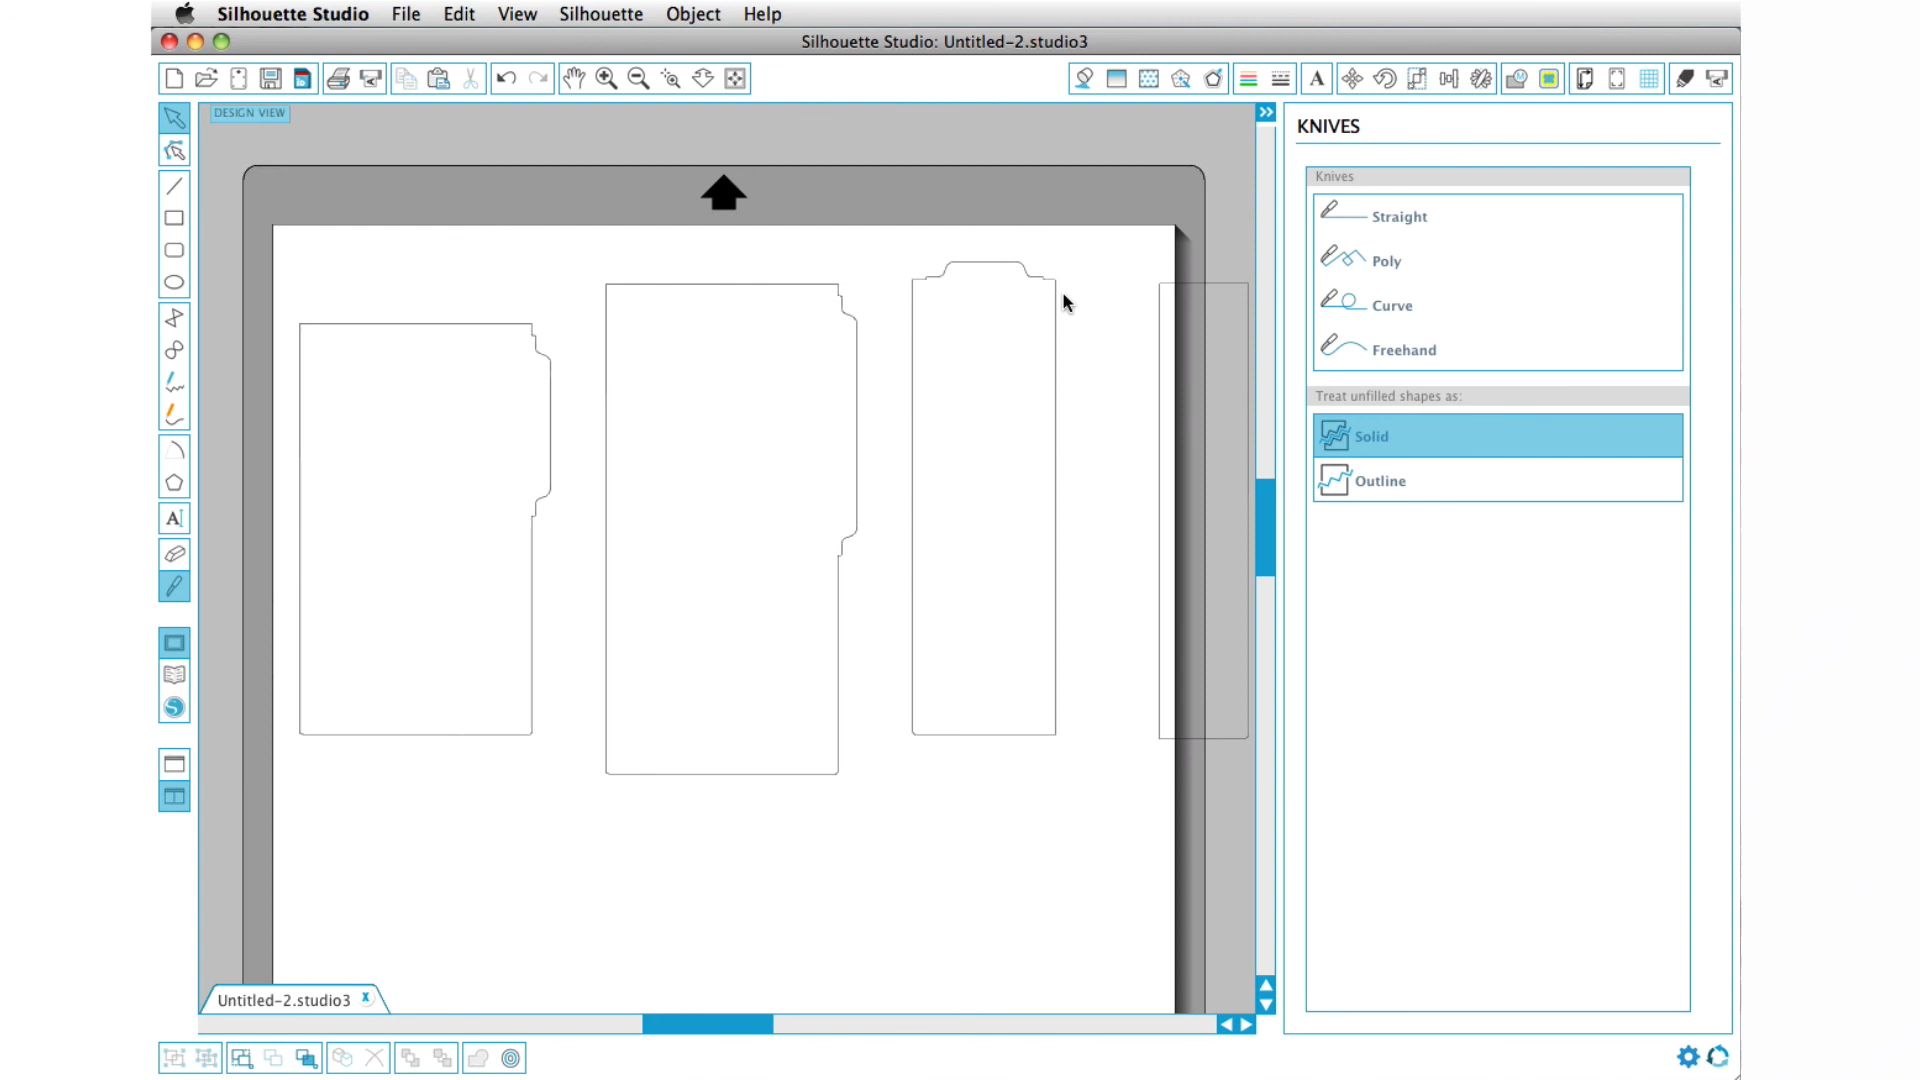 Silhouette Studio File Edit View Silhouette Object Help
Silhouette Studio: Untitled-2.studio3
DESIGN VIEW
KNIVES
Knives
Straight
Poly
Curve
Freehand
Treat unfilled shapes as:
Solid
Outline
Untitled-2.studio3 x